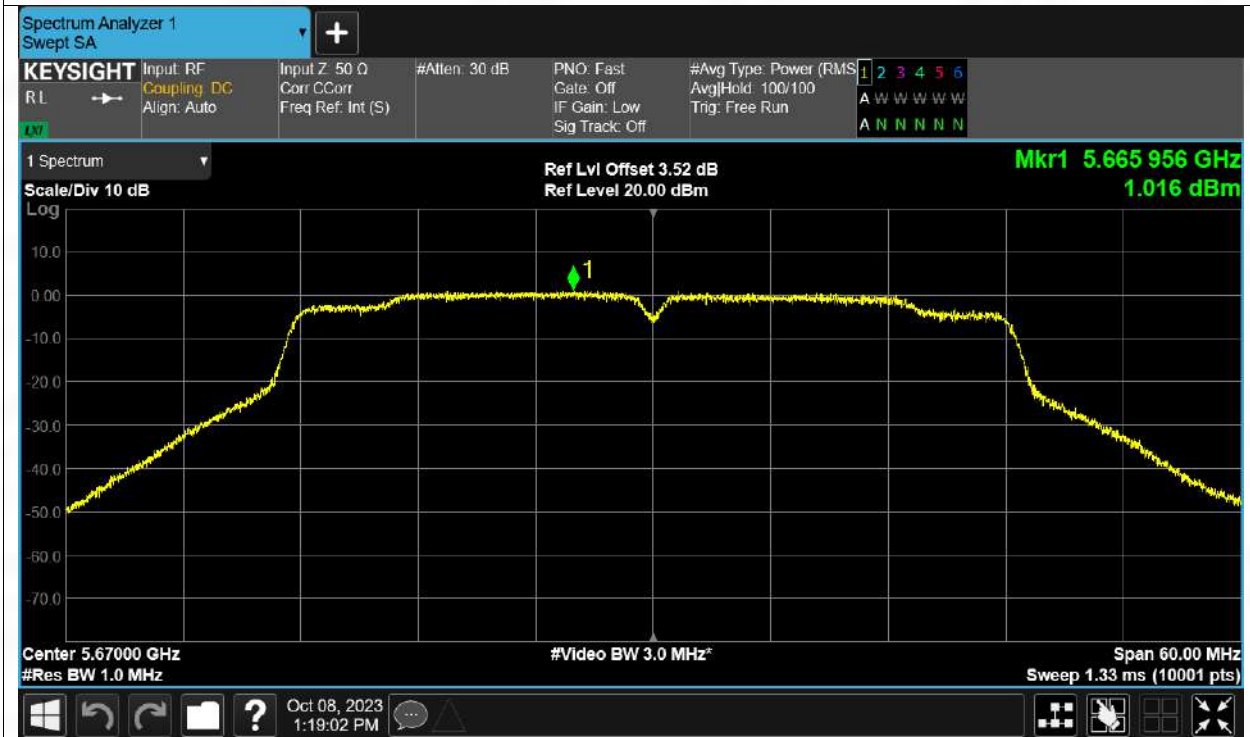 Spectrum Analyzer 1
Swept SA
+
KEYSIGHT
RL
LXI
Input: RF
Coupling: DC
Align: Auto
Input Z: 50 Ω
Corr CCorr
Freq Ref: Int (S)
#Atten: 30 dB
PNO: Fast
Gate: Off
IF Gain: Low
Sig Track: Off
#Avg Type: Power (RMS
Avg|Hold: 100/100
Trig: Free Run
1 2 3 4 5 6
A W W W W W
A N N N N N
1 Spectrum
Scale/Div 10 dB
Log
Ref Lvl Offset 3.52 dB
Ref Level 20.00 dBm
Mkr1 5.665 956 GHz
1.016 dBm
1
10.0
0.00
-10.0
-20.0
-30.0
-40.0
-50.0
-60.0
-70.0
Center 5.67000 GHz
#Res BW 1.0 MHz
#Video BW 3.0 MHz*
Span 60.00 MHz
Sweep 1.33 ms (10001 pts)
?
Oct 08, 2023
1:19:02 PM